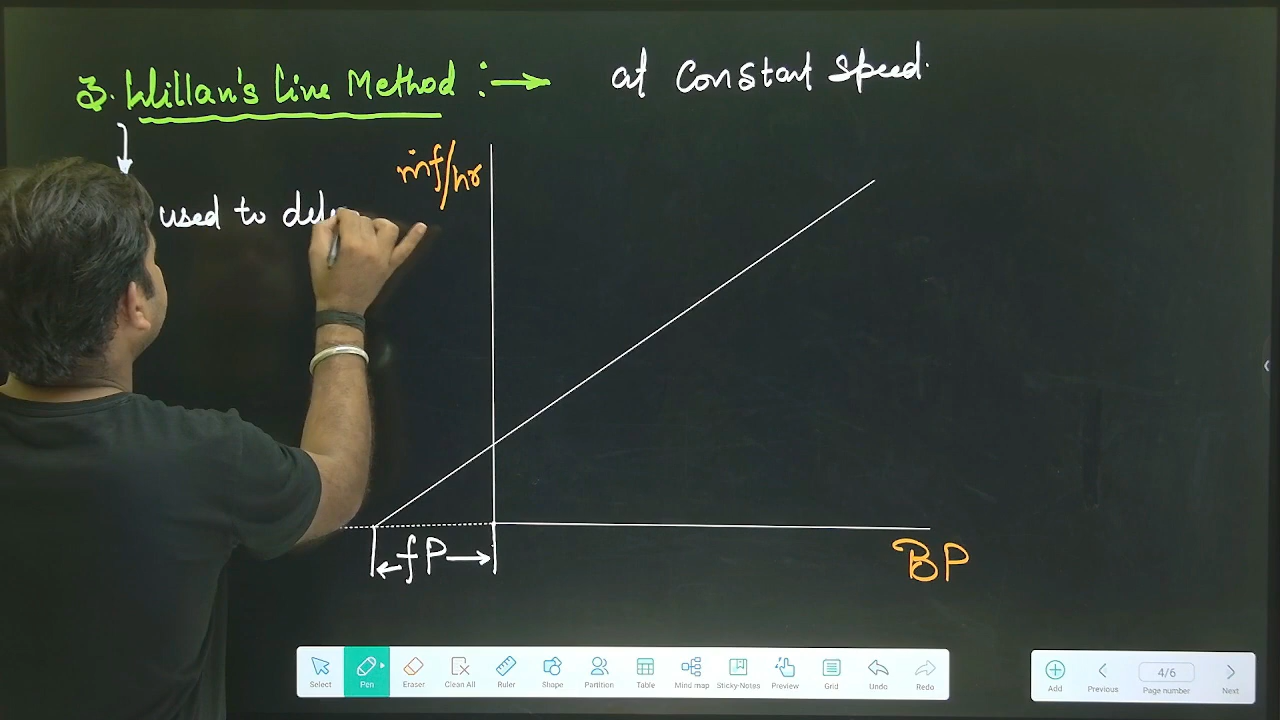 3. Willan's Line Method :→ at Constant Speed.
ṁf/hr
used to
FP
BP
Select Pen Eraser Clean All Ruler Shape Partition Table Mind map Sticky-Notes Preview Grid Undo Redo
Add Previous 4/6 Page number Next